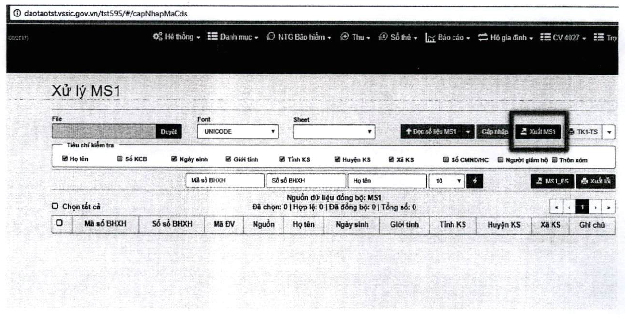 daotaotst.vssic.gov.vn/tst595/#/capNhapMaCds
Hệ thống Danh mục NTG Bảo hiểm Thu Sổ thẻ Báo cáo Hộ gia đình CV 4027
Xử lý MS1
File Font Sheet
Duyệt UNICODE Đọc số liệu MS1 Cập nhập Xuất MS1 TK1-TS
Tiêu chí kiểm tra
Họ tên Số KCB Ngày sinh Giới tính Tỉnh KS Huyện KS Xã KS Số CMND/HC Người giám hộ Thôn xóm
Mã số BHXH Số sổ BHXH Họ tên 10 MS1_ES Xuất lỗi
Nguồn dữ liệu đồng bộ: MS1
Chọn tất cả Đã chọn: 0 | Hợp lệ: 0 | Đã đồng bộ: 0 | Tổng số: 0 « ‹ 1 › »
Mã số BHXH Số sổ BHXH Mã ĐV Nguồn Họ tên Ngày sinh Giới tính Tỉnh KS Huyện KS Xã KS Ghi chú